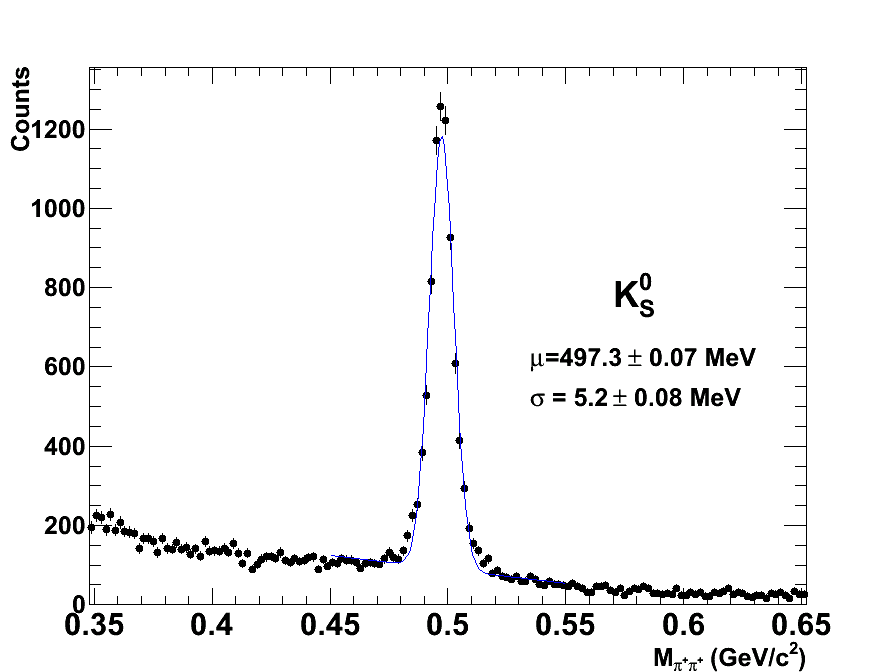 Counts
1200
1000
800
600
400
200
0
K⁰S
μ=497.3 ± 0.07 MeV
σ = 5.2 ± 0.08 MeV
0.35 0.4 0.45 0.5 0.55 0.6 0.65
Mπ⁺π⁺ (GeV/c²)